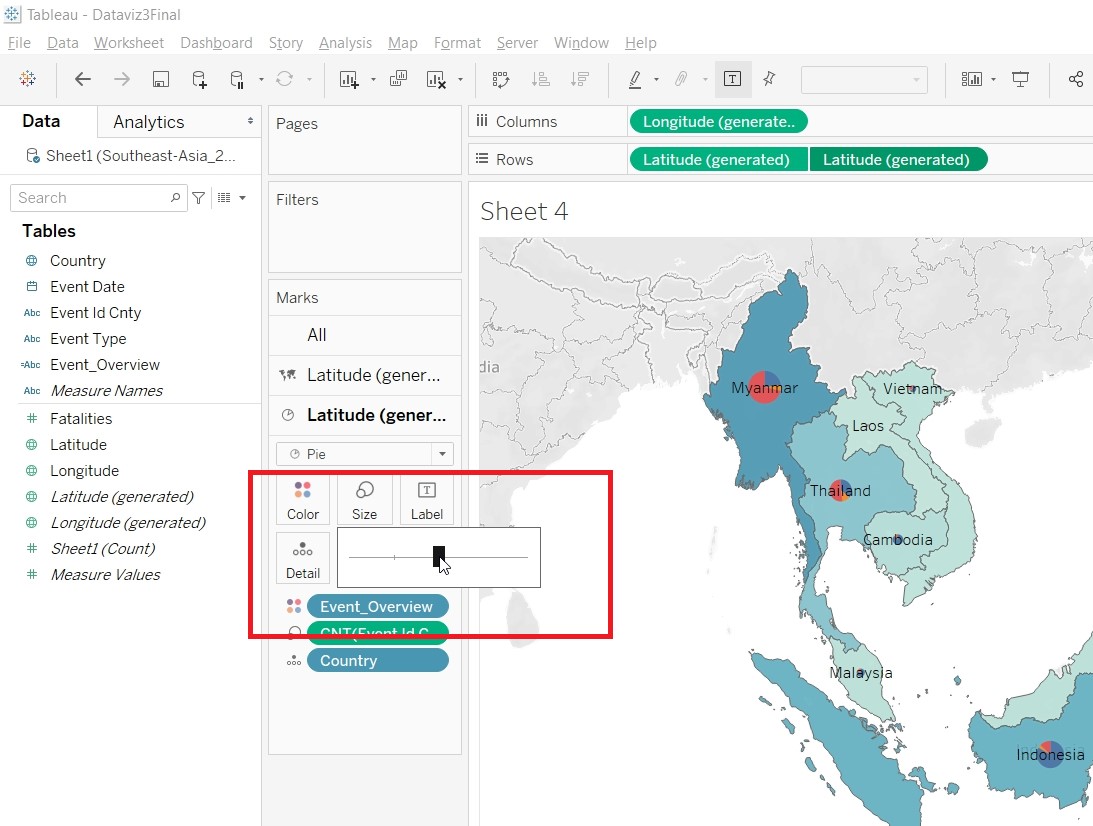 Tableau - Dataviz3Final
File Data Worksheet Dashboard Story Analysis Map Format Server Window Help
Data
Analytics
Sheet1 (Southeast-Asia_2...
Search
Tables
Country
Event Date
Abc Event Id Cnty
Abc Event Type
=Abc Event_Overview
Abc Measure Names
Fatalities
Latitude
Longitude
Latitude (generated)
Longitude (generated)
Sheet1 (Count)
Measure Values
Pages
Filters
Marks
All
Latitude (gener...
Latitude (gener...
Pie
Color
Size
Label
Detail
Event_Overview
CNT(Event Id C..
Country
Columns
Longitude (generate..
Rows
Latitude (generated)
Latitude (generated)
Sheet 4
dia
Myanmar
Vietnam
Laos
Thailand
Cambodia
Malaysia
Indonesia